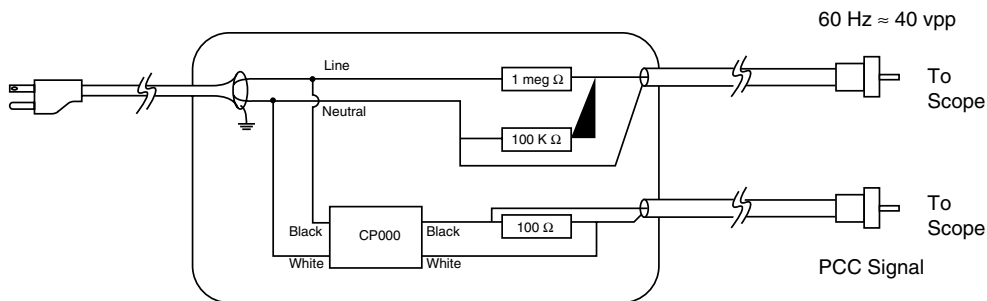 60 Hz ≈ 40 vpp
Line
1 meg Ω
To
Scope
Neutral
100 K Ω
To
Scope
Black
CP000
Black
100 Ω
White
White
PCC Signal